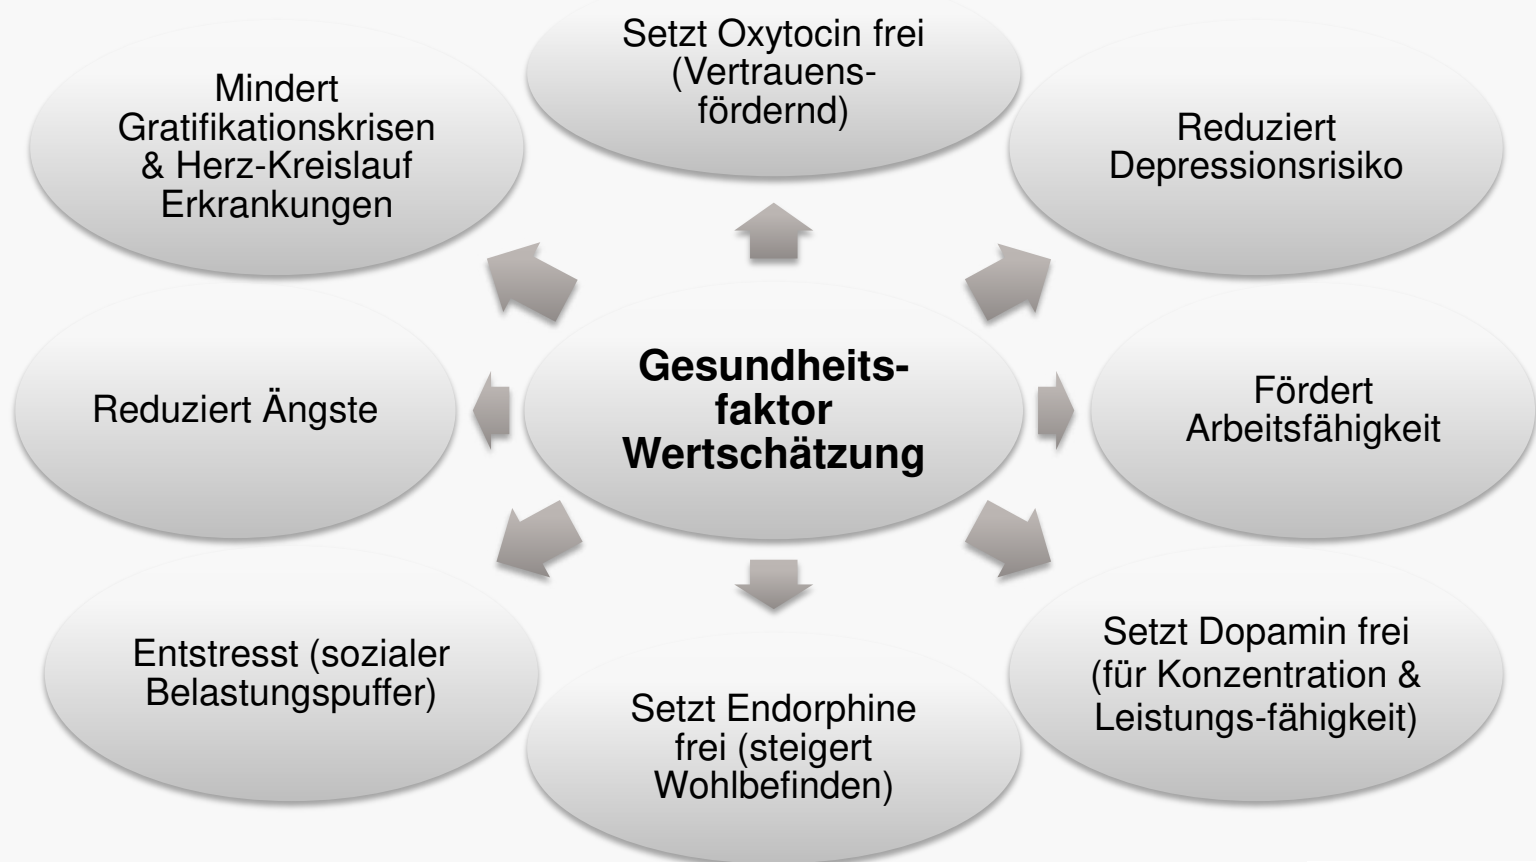 Setzt Oxytocin frei
(Vertrauens-
fördernd)
Mindert
Gratifikationskrisen
& Herz-Kreislauf
Erkrankungen
Reduziert
Depressionsrisiko
Gesundheits-
faktor
Wertschätzung
Reduziert Ängste
Fördert
Arbeitsfähigkeit
Entstresst (sozialer
Belastungspuffer)
Setzt Endorphine
frei (steigert
Wohlbefinden)
Setzt Dopamin frei
(für Konzentration &
Leistungs-fähigkeit)